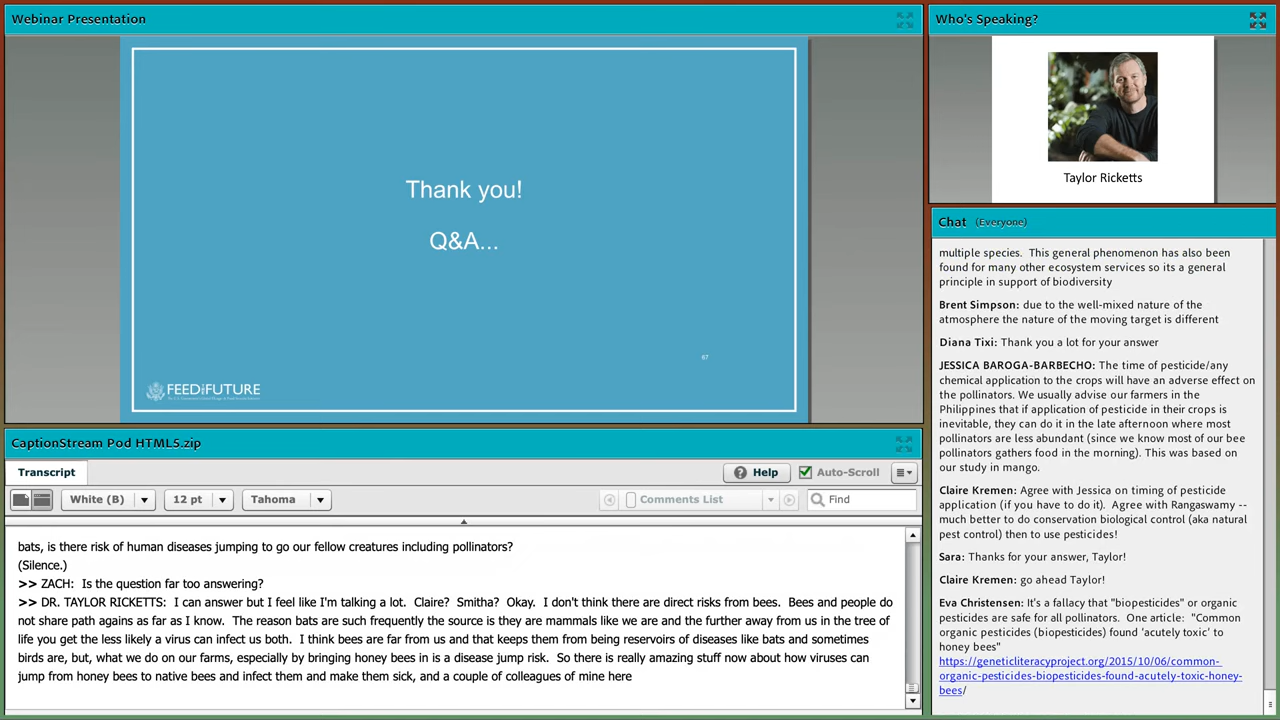 Webinar Presentation
Thank you!
Q&A...
67
FEEDtheFUTURE
Who's Speaking?
Taylor Ricketts
Chat (Everyone)
multiple species. This general phenomenon has also been
found for many other ecosystem services so its a general
principle in support of biodiversity
Brent Simpson: due to the well-mixed nature of the
atmosphere the nature of the moving target is different
Diana Tixi: Thank you a lot for your answer
JESSICA BAROGA-BARBECHO: The time of pesticide/any
chemical application to the crops will have an adverse effect on
the pollinators. We usually advise our farmers in the
Philippines that if application of pesticide in their crops is
inevitable, they can do it in the late afternoon where most
pollinators are less abundant (since we know most of our bee
pollinators gathers food in the morning). This was based on
our study in mango.
Claire Kremen: Agree with Jessica on timing of pesticide
application (if you have to do it). Agree with Rangaswamy --
much better to do conservation biological control (aka natural
pest control) then to use pesticides!
Sara: Thanks for your answer, Taylor!
Claire Kremen: go ahead Taylor!
Eva Christensen: It's a fallacy that "biopesticides" or organic
pesticides are safe for all pollinators. One article: "Common
organic pesticides (biopesticides) found 'acutely toxic' to
honey bees"
https://geneticliteracyproject.org/2015/10/06/common-
organic-pesticides-biopesticides-found-acutely-toxic-honey-
bees/
CaptionStream Pod HTML5.zip
Transcript
Help
Auto-Scroll
White (B)
12 pt
Tahoma
Comments List
Find
bats, is there risk of human diseases jumping to go our fellow creatures including pollinators?
(Silence.)
>> ZACH: Is the question far too answering?
>> DR. TAYLOR RICKETTS: I can answer but I feel like I'm talking a lot. Claire? Smitha? Okay. I don't think there are direct risks from bees. Bees and people do
not share path agains as far as I know. The reason bats are such frequently the source is they are mammals like we are and the further away from us in the tree of
life you get the less likely a virus can infect us both. I think bees are far from us and that keeps them from being reservoirs of diseases like bats and sometimes
birds are, but, what we do on our farms, especially by bringing honey bees in is a disease jump risk. So there is really amazing stuff now about how viruses can
jump from honey bees to native bees and infect them and make them sick, and a couple of colleagues of mine here